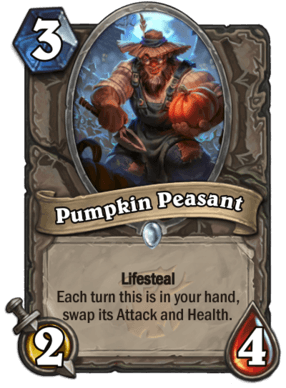 3
Pumpkin Peasant
Lifesteal
Each turn this is in your hand,
swap its Attack and Health.
2 4